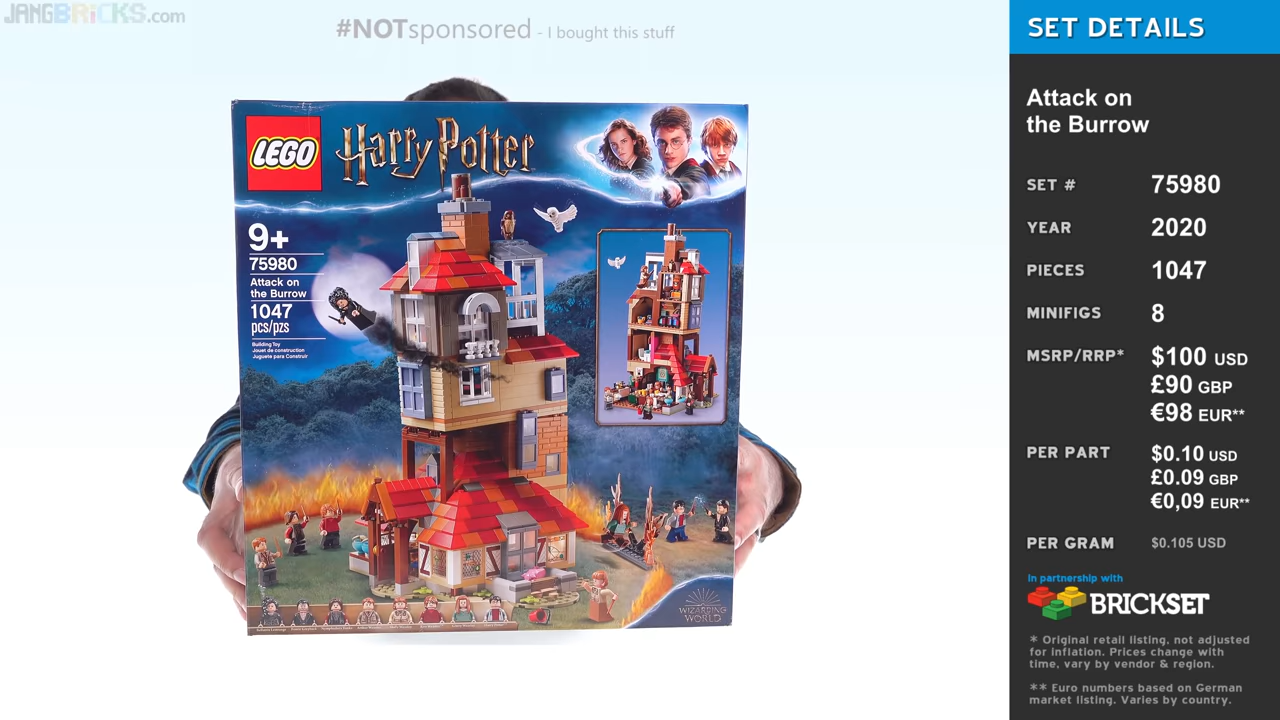 JANGBRiCKS.com
#NOTsponsored - I bought this stuff
LEGO
Harry Potter
9+
75980
Attack on
the Burrow
1047
pcs/pzs
Building Toy
Jouet de construction
Juguete para Construir
WIZARDING
WORLD
SET DETAILS
Attack on
the Burrow
SET # 75980
YEAR 2020
PIECES 1047
MINIFIGS 8
MSRP/RRP* $100 USD
£90 GBP
€98 EUR**
PER PART $0.10 USD
£0.09 GBP
€0,09 EUR**
PER GRAM $0.105 USD
in partnership with
BRICKSET
* Original retail listing, not adjusted
for inflation. Prices change with
time, vary by vendor & region.
** Euro numbers based on German
market listing. Varies by country.